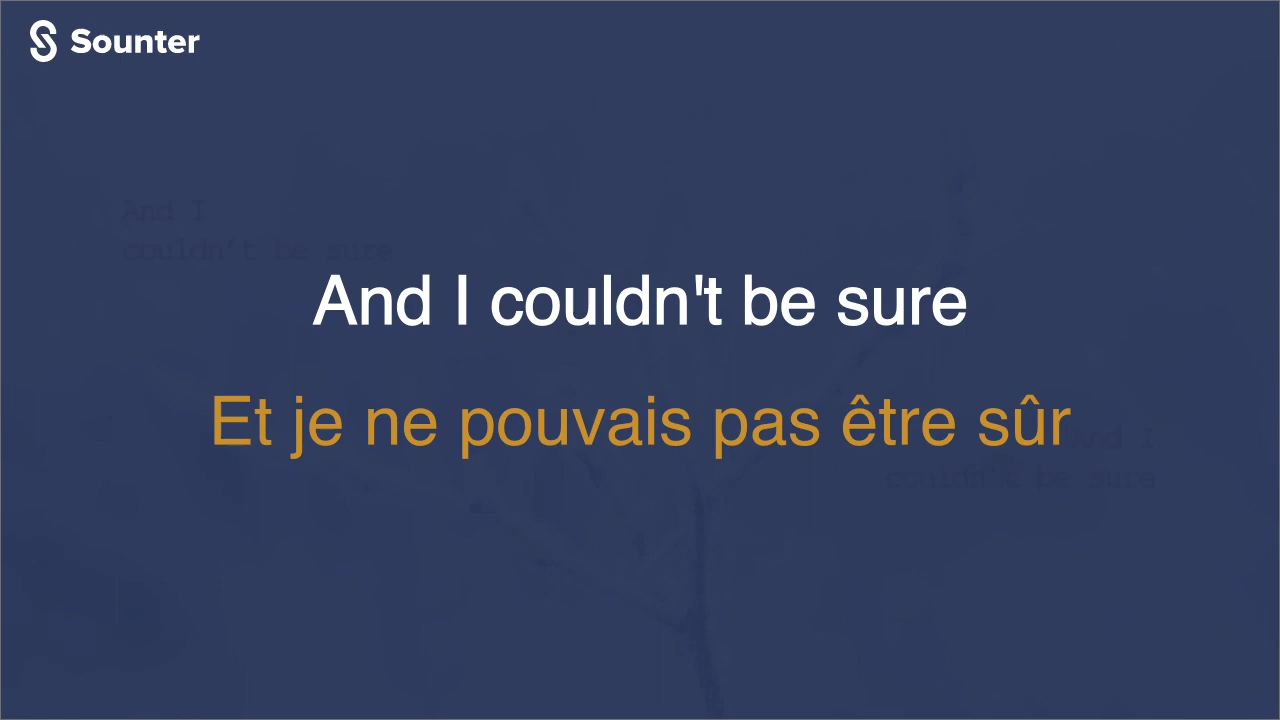 Sounter
And I
couldn't be sure
And I couldn't be sure
Et je ne pouvais pas être sûr
And I
couldn't be sure